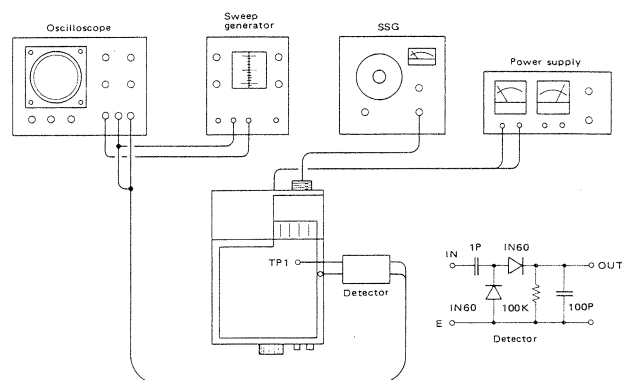 Oscilloscope
Sweep
generator
SSG
Power supply
TP1
Detector
IN
1P
IN60
OUT
IN60
100K
100P
E
Detector